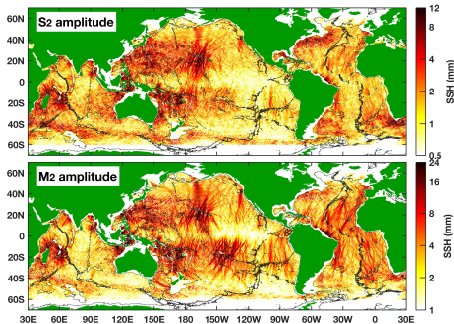 S2 amplitude
60N
40N
20N
0
20S
40S
60S
12
8
4
2
1
0.5
SSH (mm)
M2 amplitude
60N
40N
20N
0
20S
40S
60S
24
16
8
4
2
1
SSH (mm)
30E 60E 90E 120E 150E 180 150W 120W 90W 60W 30W 0 30E